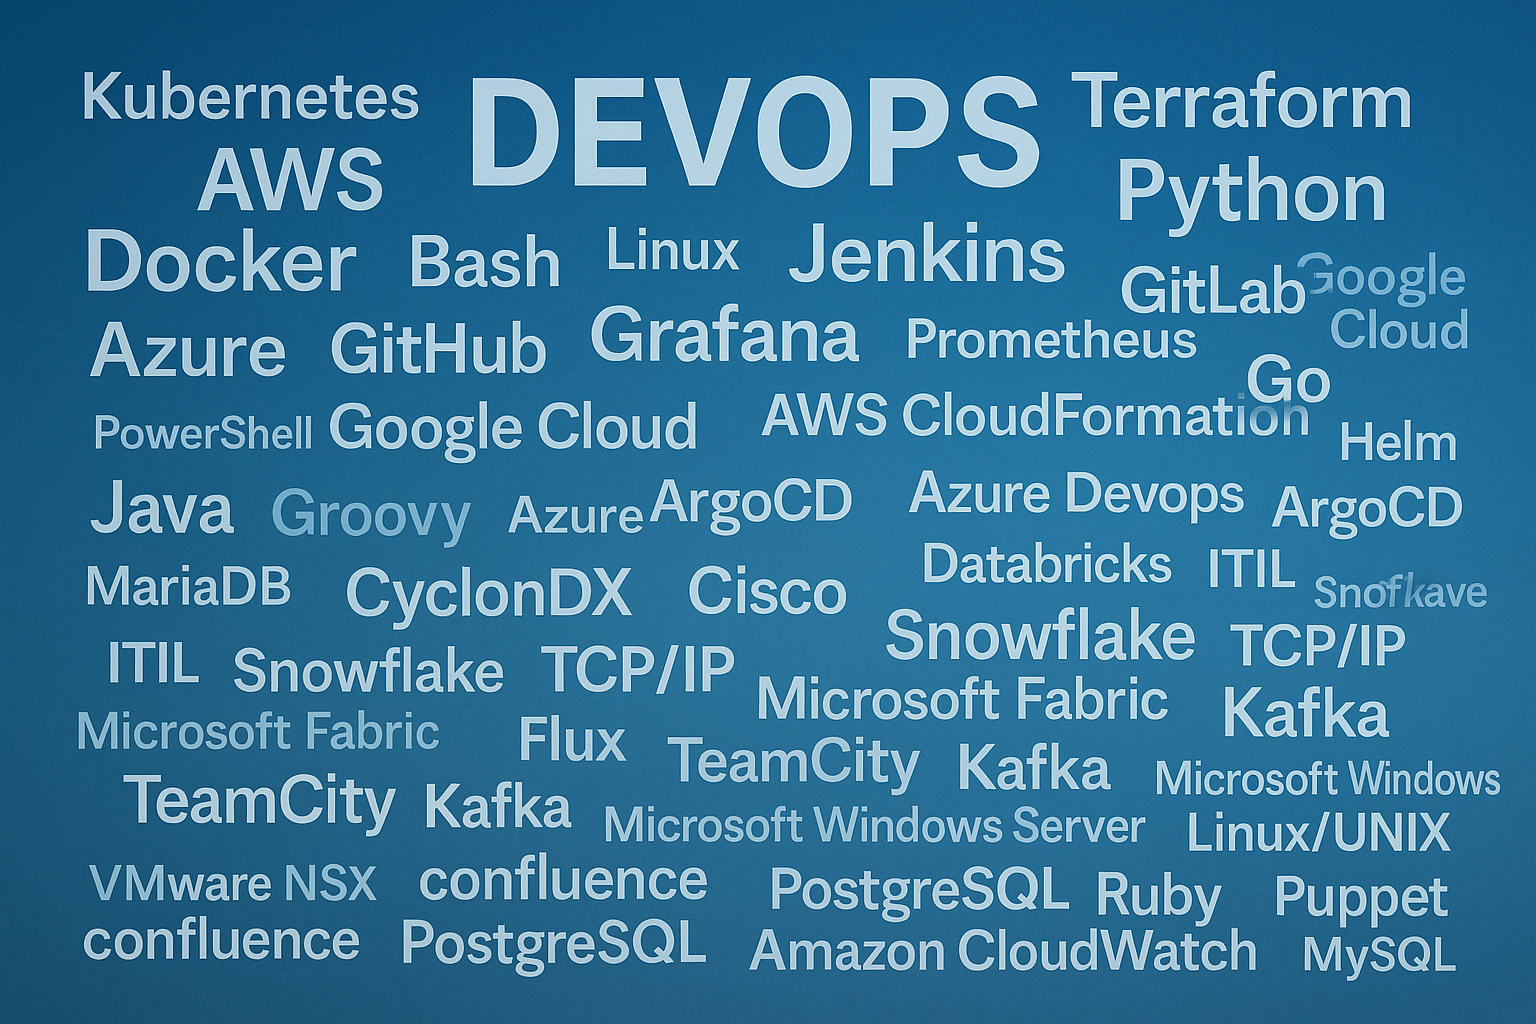 Kubernetes DEVOPS Terraform
AWS Python
Docker Bash Linux Jenkins GitLab Google
Cloud
Azure GitHub Grafana Prometheus Go
PowerShell Google Cloud AWS CloudFormation Helm
Java Groovy Azure ArgoCD Azure Devops ArgoCD
MariaDB CyclonDX Cisco Databricks ITIL
ITIL Snowflake TCP/IP Snowflake TCP/IP
Microsoft Fabric Flux Microsoft Fabric Kafka
TeamCity Kafka TeamCity Kafka Microsoft Windows
Microsoft Windows Server Linux/UNIX
VMware NSX confluence PostgreSQL Ruby Puppet
confluence PostgreSQL Amazon CloudWatch MySQL